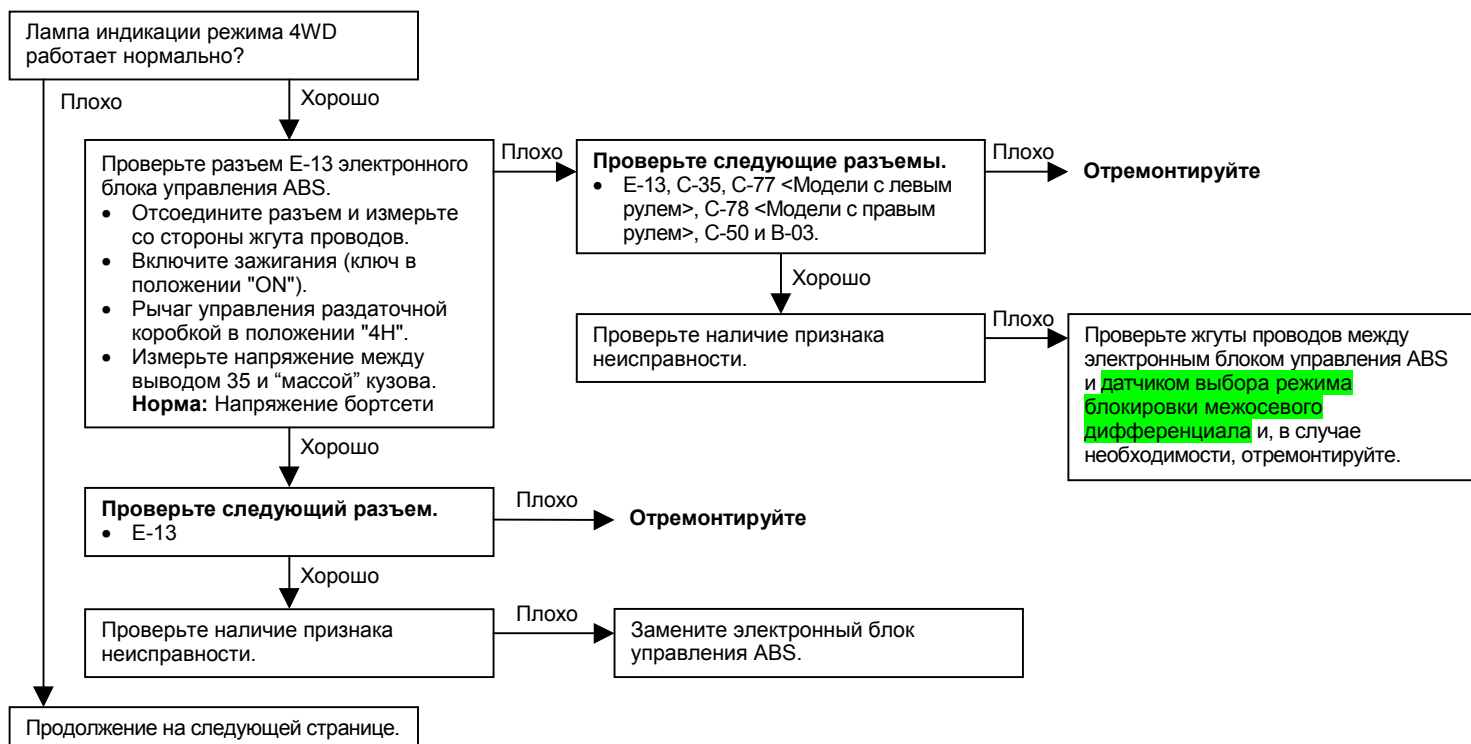 Лампа индикации режима 4WD
работает нормально?
Плохо
Хорошо
Проверьте разъем E-13 электронного
блока управления ABS.
• Отсоедините разъем и измерьте
со стороны жгута проводов.
• Включите зажигания (ключ в
положении "ON").
• Рычаг управления раздаточной
коробкой в положении "4H".
• Измерьте напряжение между
выводом 35 и “массой” кузова.
Норма: Напряжение бортсети
Плохо
Проверьте следующие разъемы.
• E-13, C-35, C-77 <Модели с левым
рулем>, C-78 <Модели с правым
рулем>, C-50 и B-03.
Плохо
Отремонтируйте
Хорошо
Проверьте наличие признака
неисправности.
Плохо
Проверьте жгуты проводов между
электронным блоком управления ABS
и датчиком выбора режима
блокировки межосевого
дифференциала и, в случае
необходимости, отремонтируйте.
Хорошо
Проверьте следующий разъем.
• E-13
Плохо
Отремонтируйте
Хорошо
Проверьте наличие признака
неисправности.
Плохо
Замените электронный блок
управления ABS.
Продолжение на следующей странице.